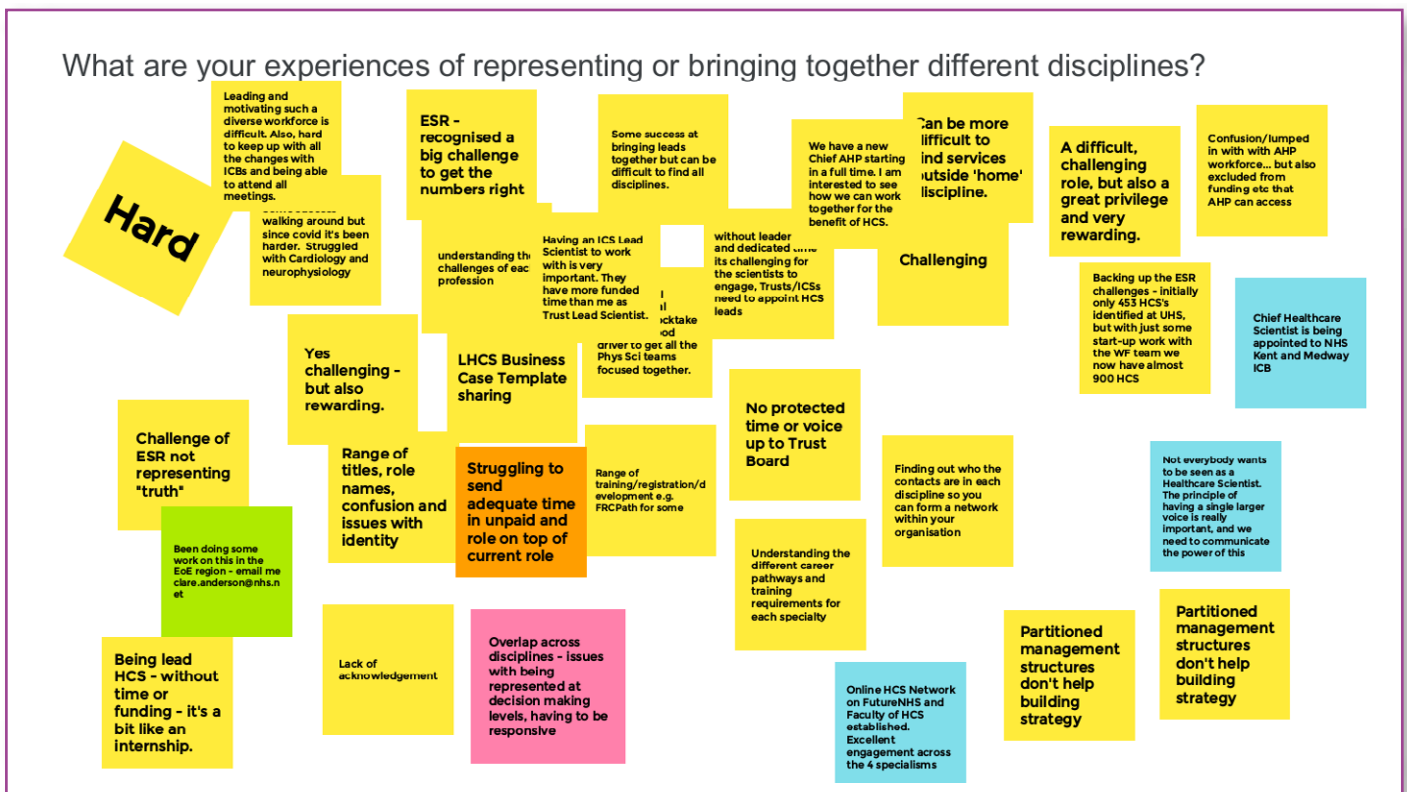 What are your experiences of representing or bringing together different disciplines?
Hard
Leading and
motivating such a
diverse workforce is
difficult. Also, hard
to keep up with all
the changes with
ICBs and being able
to attend all
meetings.
walking around but
since covid it's been
harder. Struggled
with Cardiology and
neurophysiology
ESR -
recognised a
big challenge
to get the
numbers right
understanding the
challenges of eac
profession
Having an ICS Lead
Scientist to work
with is very
important. They
have more funded
time than me as
Trust Lead Scientist.
Some success at
bringing leads
together but can be
difficult to find all
disciplines.
ocktake
ood
driver to get all the
Phys Sci teams
focused together.
without leader
and dedicated time
its challenging for
the scientists to
engage, Trusts/ICSs
need to appoint HCS
leads
We have a new
Chief AHP starting
in a full time. I am
interested to see
how we can work
together for the
benefit of HCS.
Can be more
difficult to
find services
outside 'home'
discipline.
Challenging
A difficult,
challenging
role, but also a
great privilege
and very
rewarding.
Confusion/lumped
in with with AHP
workforce... but also
excluded from
funding etc that
AHP can access
Backing up the ESR
challenges - initially
only 453 HCS's
identified at UHS,
but with just some
start-up work with
the WF team we
now have almost
900 HCS
Chief Healthcare
Scientist is being
appointed to NHS
Kent and Medway
ICB
Yes
challenging -
but also
rewarding.
LHCS Business
Case Template
sharing
No protected
time or voice
up to Trust
Board
Challenge of
ESR not
representing
"truth"
Range of
titles, role
names,
confusion and
issues with
identity
Struggling to
send
adequate time
in unpaid and
role on top of
current role
Range of
training/registration/d
evelopment e.g.
FRCPath for some
Finding out who the
contacts are in each
discipline so you
can form a network
within your
organisation
Not everybody wants
to be seen as a
Healthcare Scientist.
The principle of
having a single larger
voice is really
important, and we
need to communicate
the power of this
Been doing some
work on this in the
EoE region - email me
clare.anderson@nhs.n
et
Understanding the
different career
pathways and
training
requirements for
each specialty
Being lead
HCS - without
time or
funding - it's a
bit like an
internship.
Lack of
acknowledgement
Overlap across
disciplines - issues
with being
represented at
decision making
levels, having to be
responsive
Online HCS Network
on FutureNHS and
Faculty of HCS
established.
Excellent
engagement across
the 4 specialisms
Partitioned
management
structures
don't help
building
strategy
Partitioned
management
structures
don't help
building
strategy